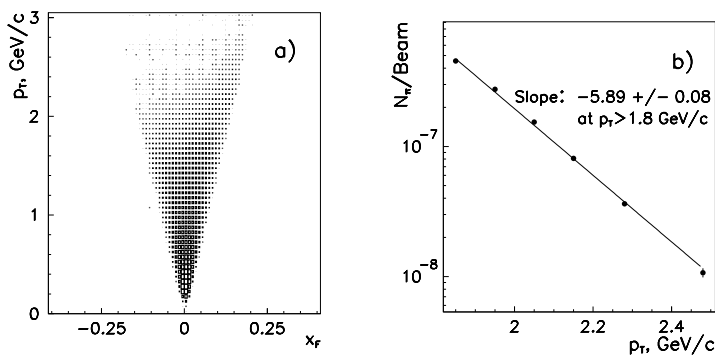 p_T, GeV/c
3
2
1
0
a)
-0.25
0
0.25
x_F
N_π/Beam
b)
Slope: -5.89 +/- 0.08
at p_T>1.8 GeV/c
10^-7
10^-8
2
2.2
2.4
p_T, GeV/c